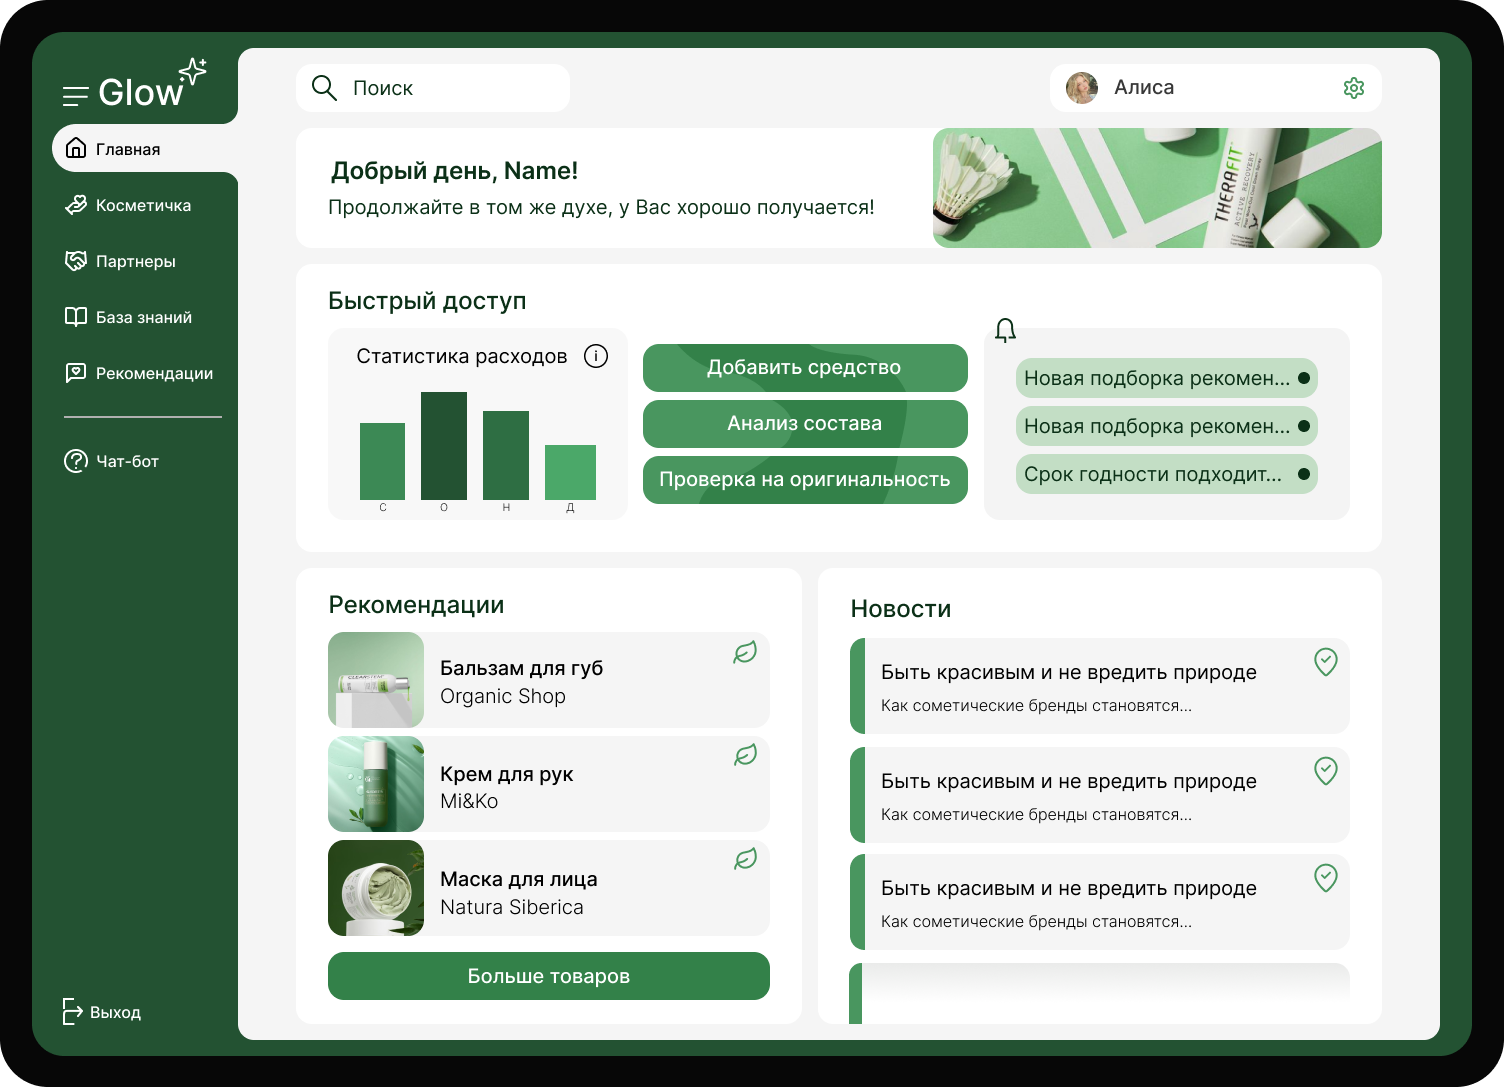 Glow
Главная
Косметичка
Партнеры
База знаний
Рекомендации
Чат-бот
Выход
Поиск
Алиса
Добрый день, Name!
Продолжайте в том же духе, у Вас хорошо получается!
THERAFIT
ACTIVE RECOVERY
Быстрый доступ
Статистика расходов
С О Н Д
Добавить средство
Анализ состава
Проверка на оригинальность
Новая подборка рекомен...
Новая подборка рекомен...
Срок годности подходит...
Рекомендации
Бальзам для губ
Organic Shop
Крем для рук
Mi&Ko
Маска для лица
Natura Siberica
Больше товаров
Новости
Быть красивым и не вредить природе
Как сометические бренды становятся...
Быть красивым и не вредить природе
Как сометические бренды становятся...
Быть красивым и не вредить природе
Как сометические бренды становятся...